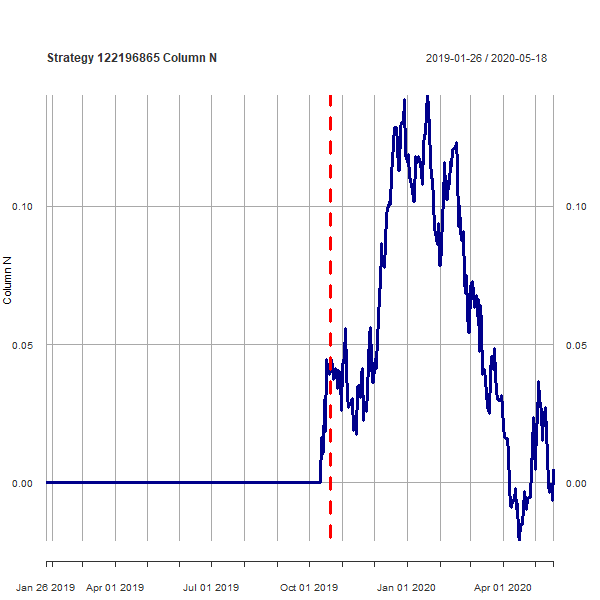 Strategy 122196865 Column N
2019-01-26 / 2020-05-18
0.10 0.10
Column N
0.05 0.05
0.00 0.00
Jan 26 2019 Apr 01 2019 Jul 01 2019 Oct 01 2019 Jan 01 2020 Apr 01 2020